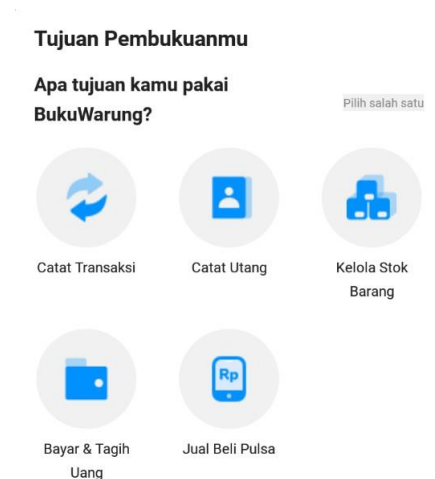 Tujuan Pembukuanmu
Apa tujuan kamu pakai
BukuWarung?
Pilih salah satu
Catat Transaksi
Catat Utang
Kelola Stok
Barang
Rp
Bayar & Tagih
Uang
Jual Beli Pulsa